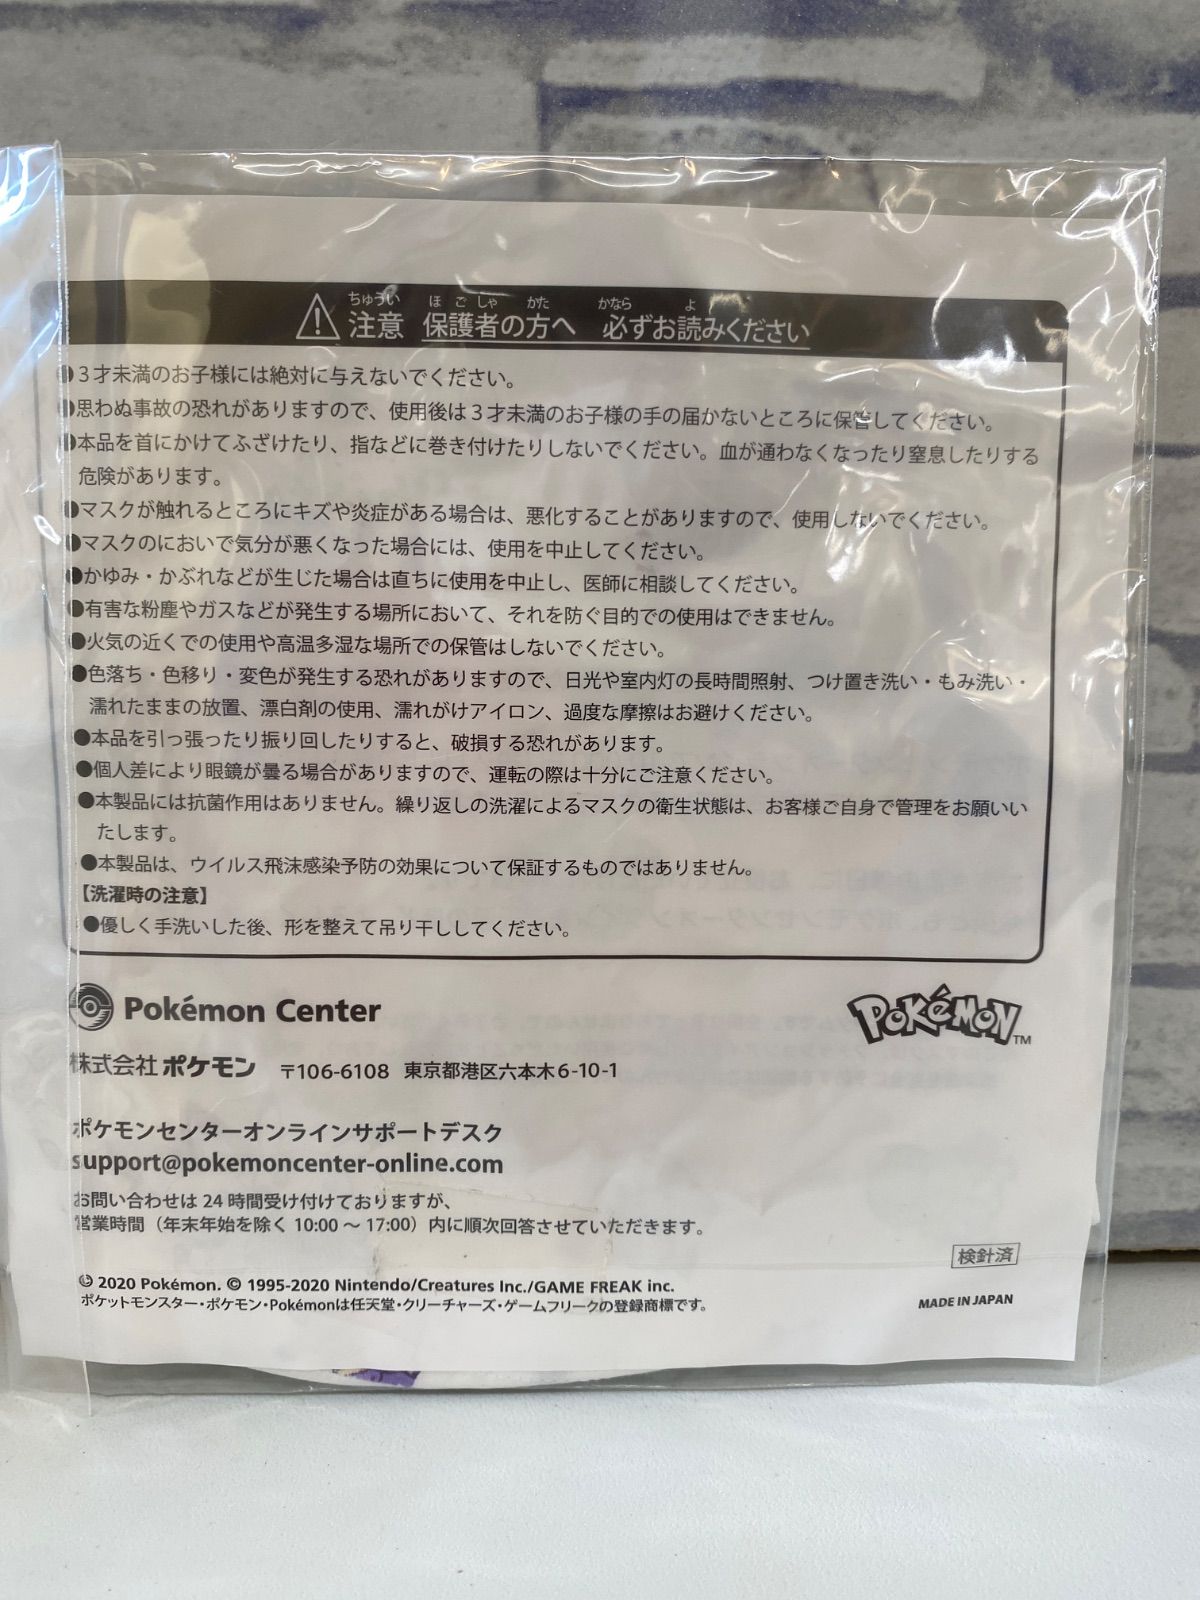 ちゅうい ほごしゃ かた かなら よ
注意 保護者の方へ 必ずお読みください
●3才未満のお子様には絶対に与えないでください。
●思わぬ事故の恐れがありますので、使用後は3才未満のお子様の手の届かないところに保管してください。
●本品を首にかけてふざけたり、指などに巻き付けたりしないでください。血が通わなくなったり窒息したりする
危険があります。
●マスクが触れるところにキズや炎症がある場合は、悪化することがありますので、使用しないでください。
●マスクのにおいで気分が悪くなった場合には、使用を中止してください。
●かゆみ・かぶれなどが生じた場合は直ちに使用を中止し、医師に相談してください。
●有害な粉塵やガスなどが発生する場所において、それを防ぐ目的での使用はできません。
●火気の近くでの使用や高温多湿な場所での保管はしないでください。
●色落ち・色移り・変色が発生する恐れがありますので、日光や室内灯の長時間照射、つけ置き洗い・もみ洗い・
濡れたままの放置、漂白剤の使用、濡れがけアイロン、過度な摩擦はお避けください。
●本品を引っ張ったり振り回したりすると、破損する恐れがあります。
●個人差により眼鏡が曇る場合がありますので、運転の際は十分にご注意ください。
●本製品には抗菌作用はありません。繰り返しの洗濯によるマスクの衛生状態は、お客様ご自身で管理をお願いい
たします。
●本製品は、ウイルス飛沫感染予防の効果について保証するものではありません。
【洗濯時の注意】
●優しく手洗いした後、形を整えて吊り干ししてください。
Pokémon Center
POKéMON™
株式会社ポケモン 〒106-6108 東京都港区六本木6-10-1
ポケモンセンターオンラインサポートデスク
support@pokemoncenter-online.com
お問い合わせは24時間受け付けておりますが、
営業時間（年末年始を除く 10:00～17:00）内に順次回答させていただきます。
検針済
© 2020 Pokémon. © 1995-2020 Nintendo/Creatures Inc./GAME FREAK inc.
ポケットモンスター・ポケモン・Pokémonは任天堂・クリーチャーズ・ゲームフリークの登録商標です。
MADE IN JAPAN